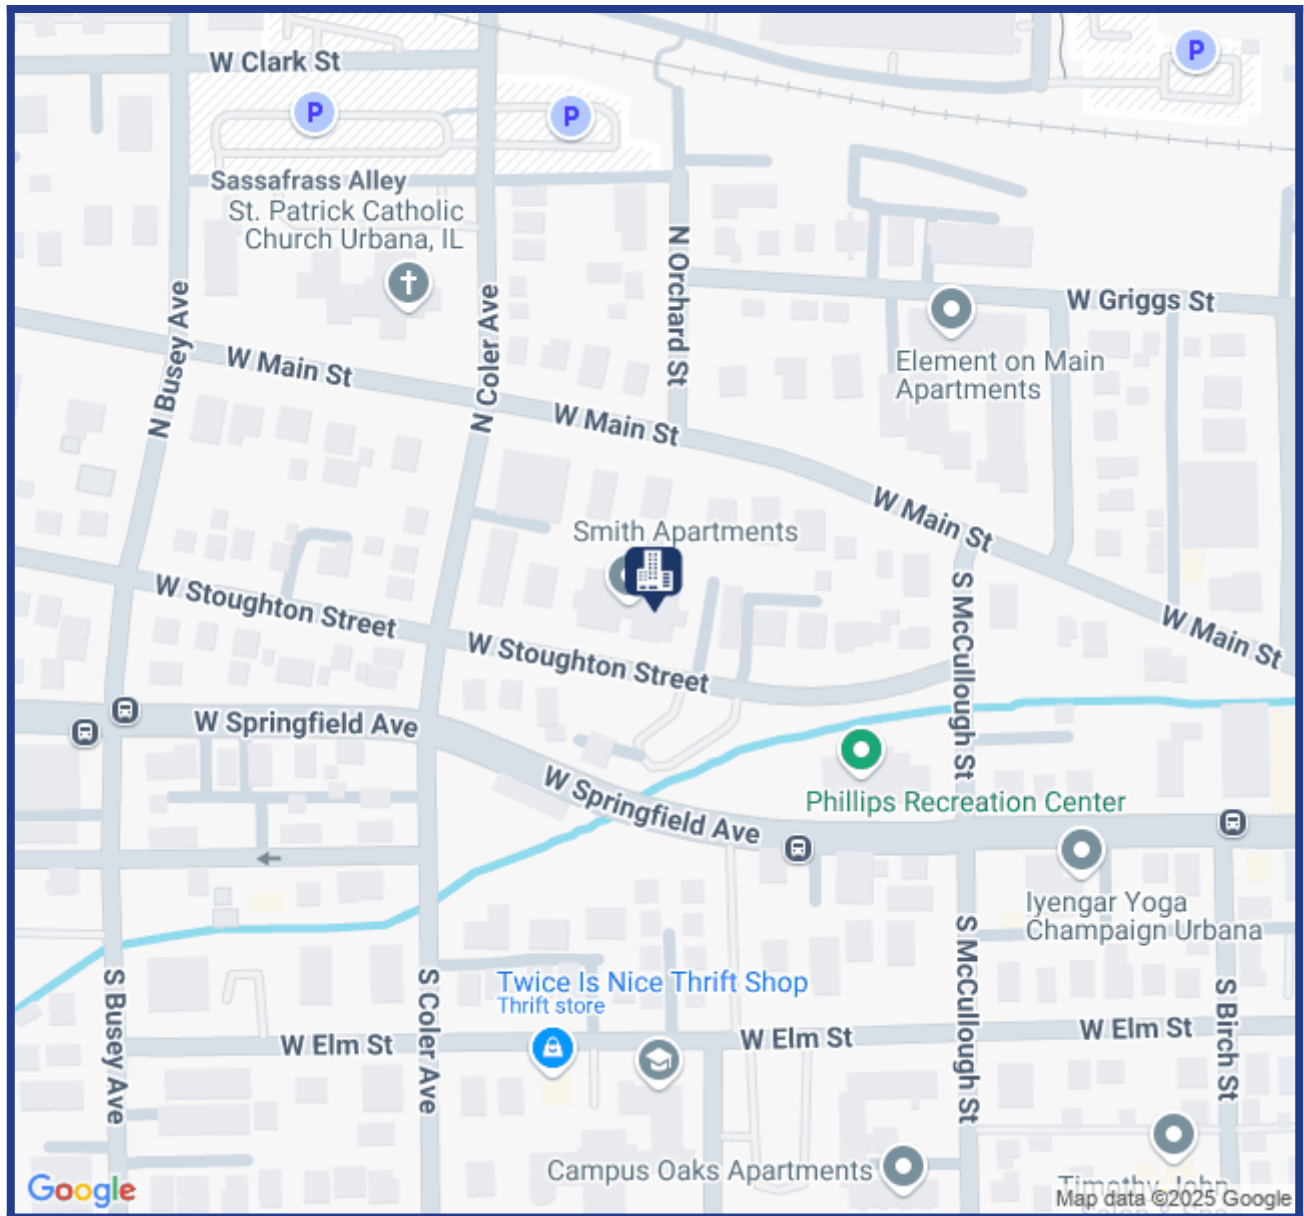 W Clark St
P
P
P
Sassafrass Alley
St. Patrick Catholic
Church Urbana, IL
N Busey Ave
N Coler Ave
N Orchard St
W Griggs St
Element on Main
Apartments
W Main St
W Main St
W Main St
W Main St
Smith Apartments
W Stoughton Street
W Stoughton Street
S McCullough St
W Springfield Ave
W Springfield Ave
Phillips Recreation Center
Iyengar Yoga
Champaign Urbana
Twice Is Nice Thrift Shop
Thrift store
S Busey Ave
S Coler Ave
S McCullough St
S Birch St
W Elm St
W Elm St
W Elm St
Campus Oaks Apartments
Timothy John
Google
Map data ©2025 Google